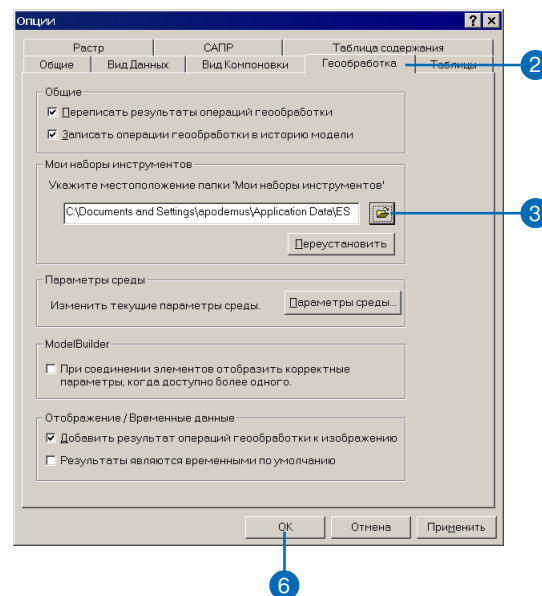 Опции
Растр САПР Таблица содержания
Общие Вид Данных Вид Компоновки Геообработка Таблицы
2
Общие
Переписать результаты операций геообработки
Записать операции геообработки в историю модели
Мои наборы инструментов
Укажите местоположение папки 'Мои наборы инструментов'
C:\Documents and Settings\apodemus\Application Data\ES
3
Переустановить
Параметры среды
Изменить текущие параметры среды. Параметры среды...
ModelBuilder
При соединении элементов отобразить корректные
параметры, когда доступно более одного.
Отображение / Временные данные
Добавить результат операций геообработки к изображению
Результаты являются временными по умолчанию
OK Отмена Применить
6